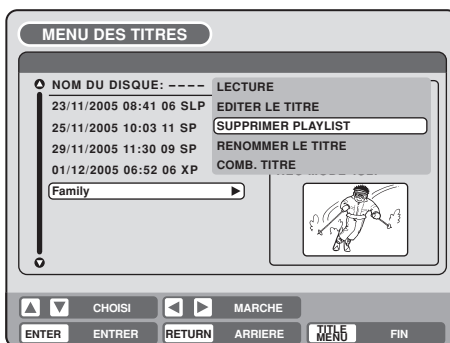 MENU DES TITRES
NOM DU DISQUE: – – – –
23/11/2005 08:41 06 SLP
25/11/2005 10:03 11 SP
29/11/2005 11:30 09 SP
01/12/2005 06:52 06 XP
Family
LECTURE
EDITER LE TITRE
SUPPRIMER PLAYLIST
RENOMMER LE TITRE
COMB. TITRE
CHOISI MARCHE
ENTER ENTRER RETURN ARRIERE TITLE MENU FIN